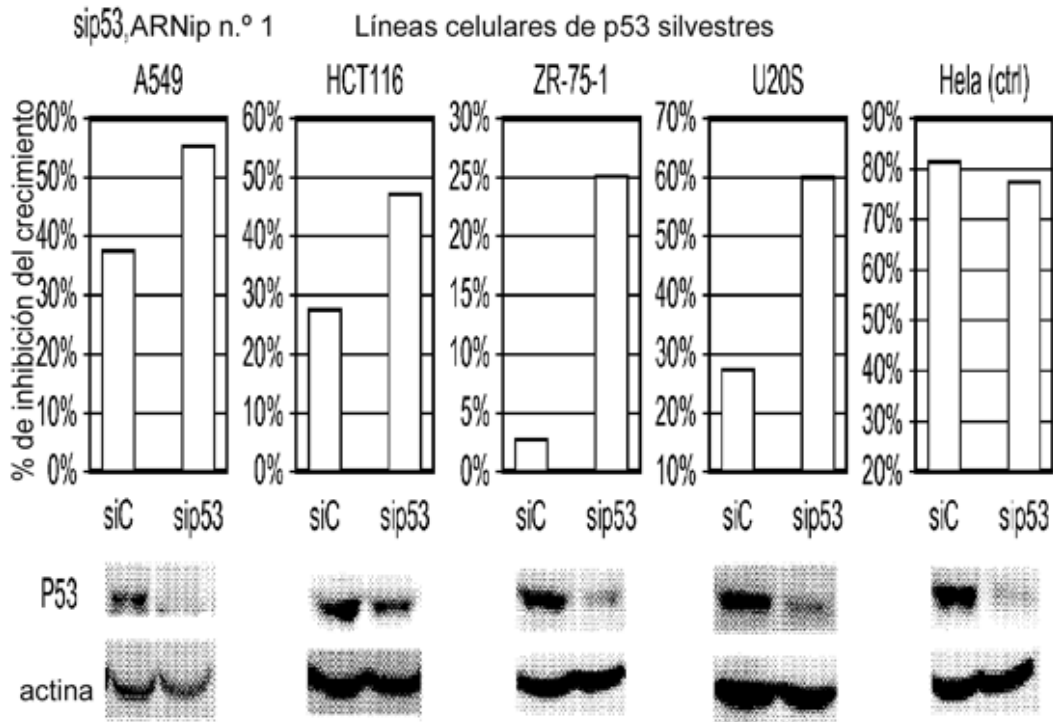 sip53, ARNip n.º 1 Líneas celulares de p53 silvestres
A549 HCT116 ZR-75-1 U20S Hela (ctrl)
% de inhibición del crecimiento
60% 60% 30% 70% 90%
50% 50% 25% 60% 80%
40% 40% 20% 50% 70%
30% 30% 15% 40% 60%
20% 20% 10% 30% 50%
10% 10% 5% 20% 40%
0% 0% 0% 10% 30%
20%
siC sip53 siC sip53 siC sip53 siC sip53 siC sip53
P53
actina